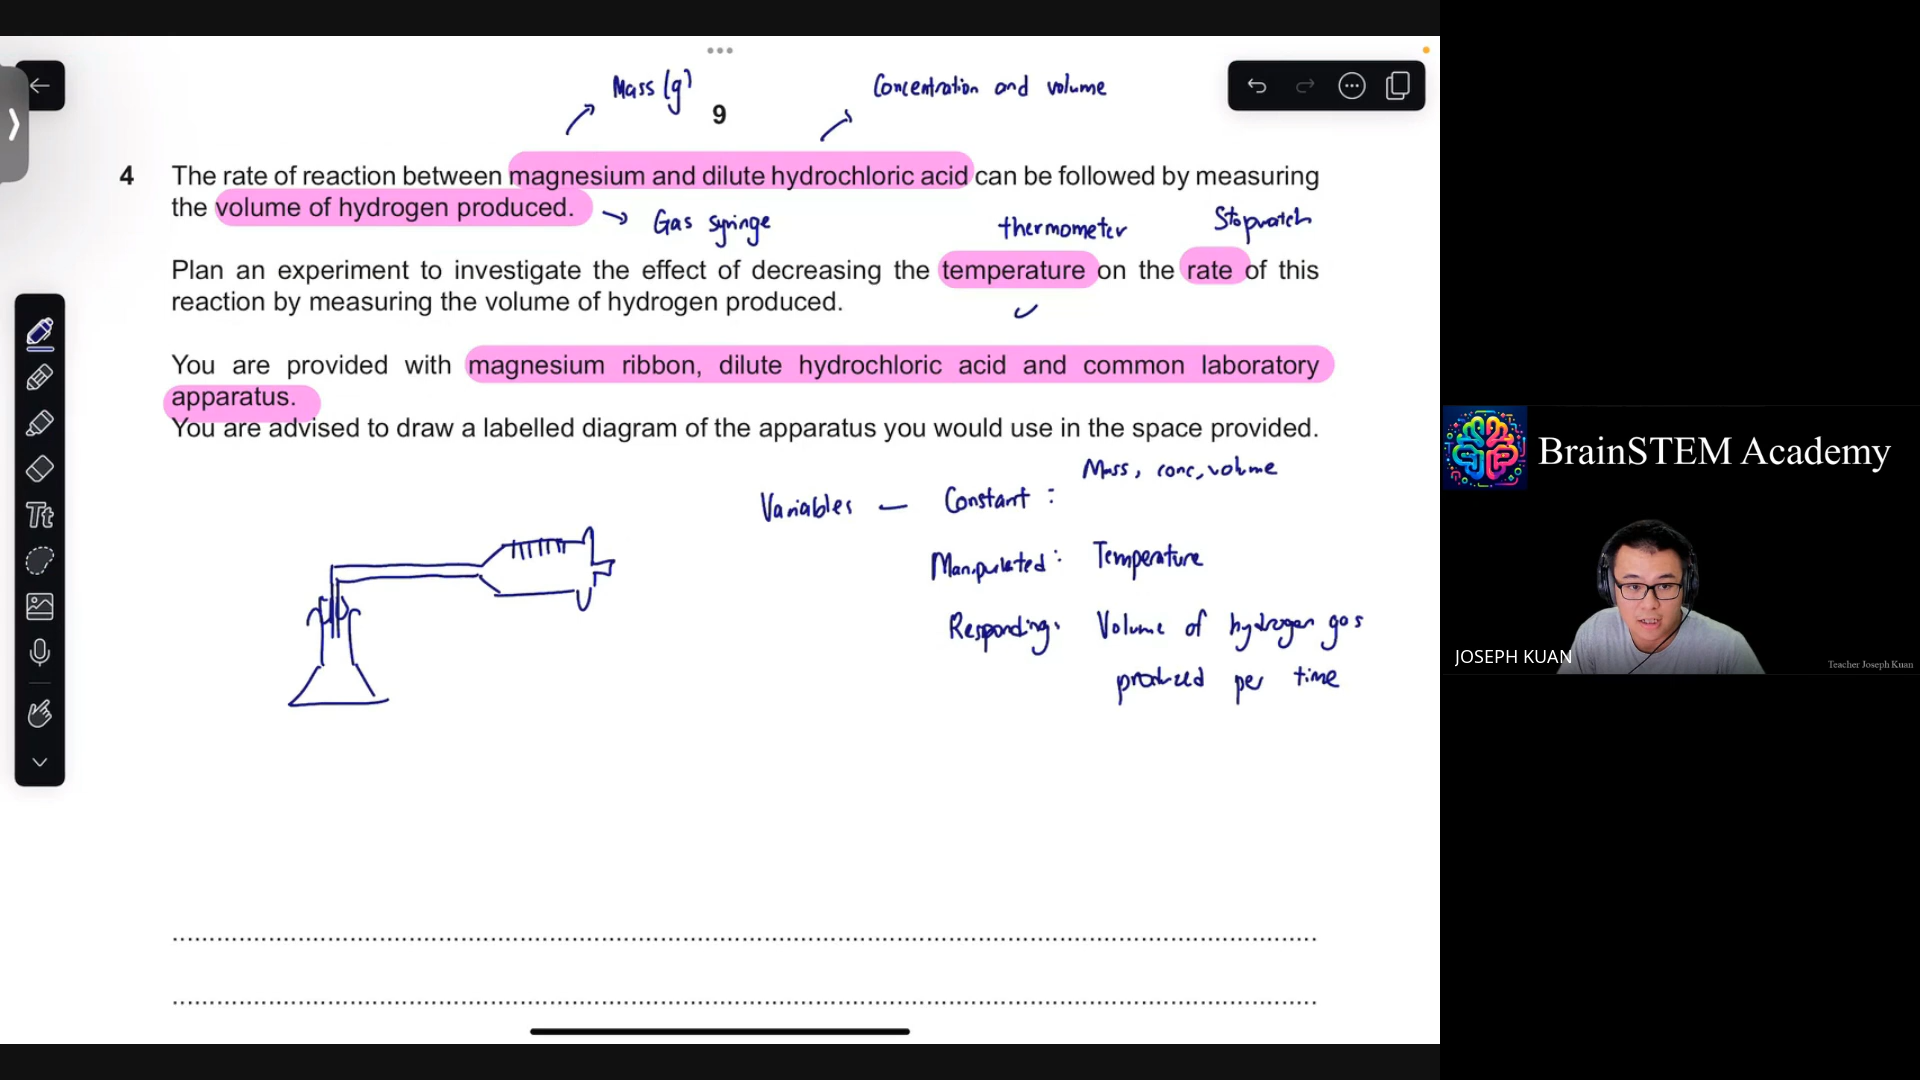 Mass (g)
Concentration and volume
9
4 The rate of reaction between magnesium and dilute hydrochloric acid can be followed by measuring
the volume of hydrogen produced.
Gas syringe
thermometer
Stopwatch
Plan an experiment to investigate the effect of decreasing the temperature on the rate of this
reaction by measuring the volume of hydrogen produced.
You are provided with magnesium ribbon, dilute hydrochloric acid and common laboratory
apparatus.
You are advised to draw a labelled diagram of the apparatus you would use in the space provided.
Variables — Constant : Mass, conc, volume
Manipulated : Temperature
Responding: Volume of hydrogen gas
produced per time
Tt
BrainSTEM Academy
JOSEPH KUAN
Teacher Joseph Kuan